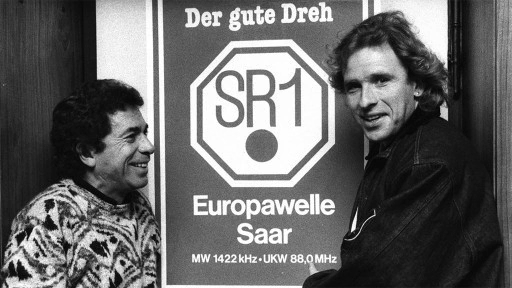 Der gute Dreh
SR1
Europawelle
Saar
MW 1422 kHz • UKW 88,0 MHz